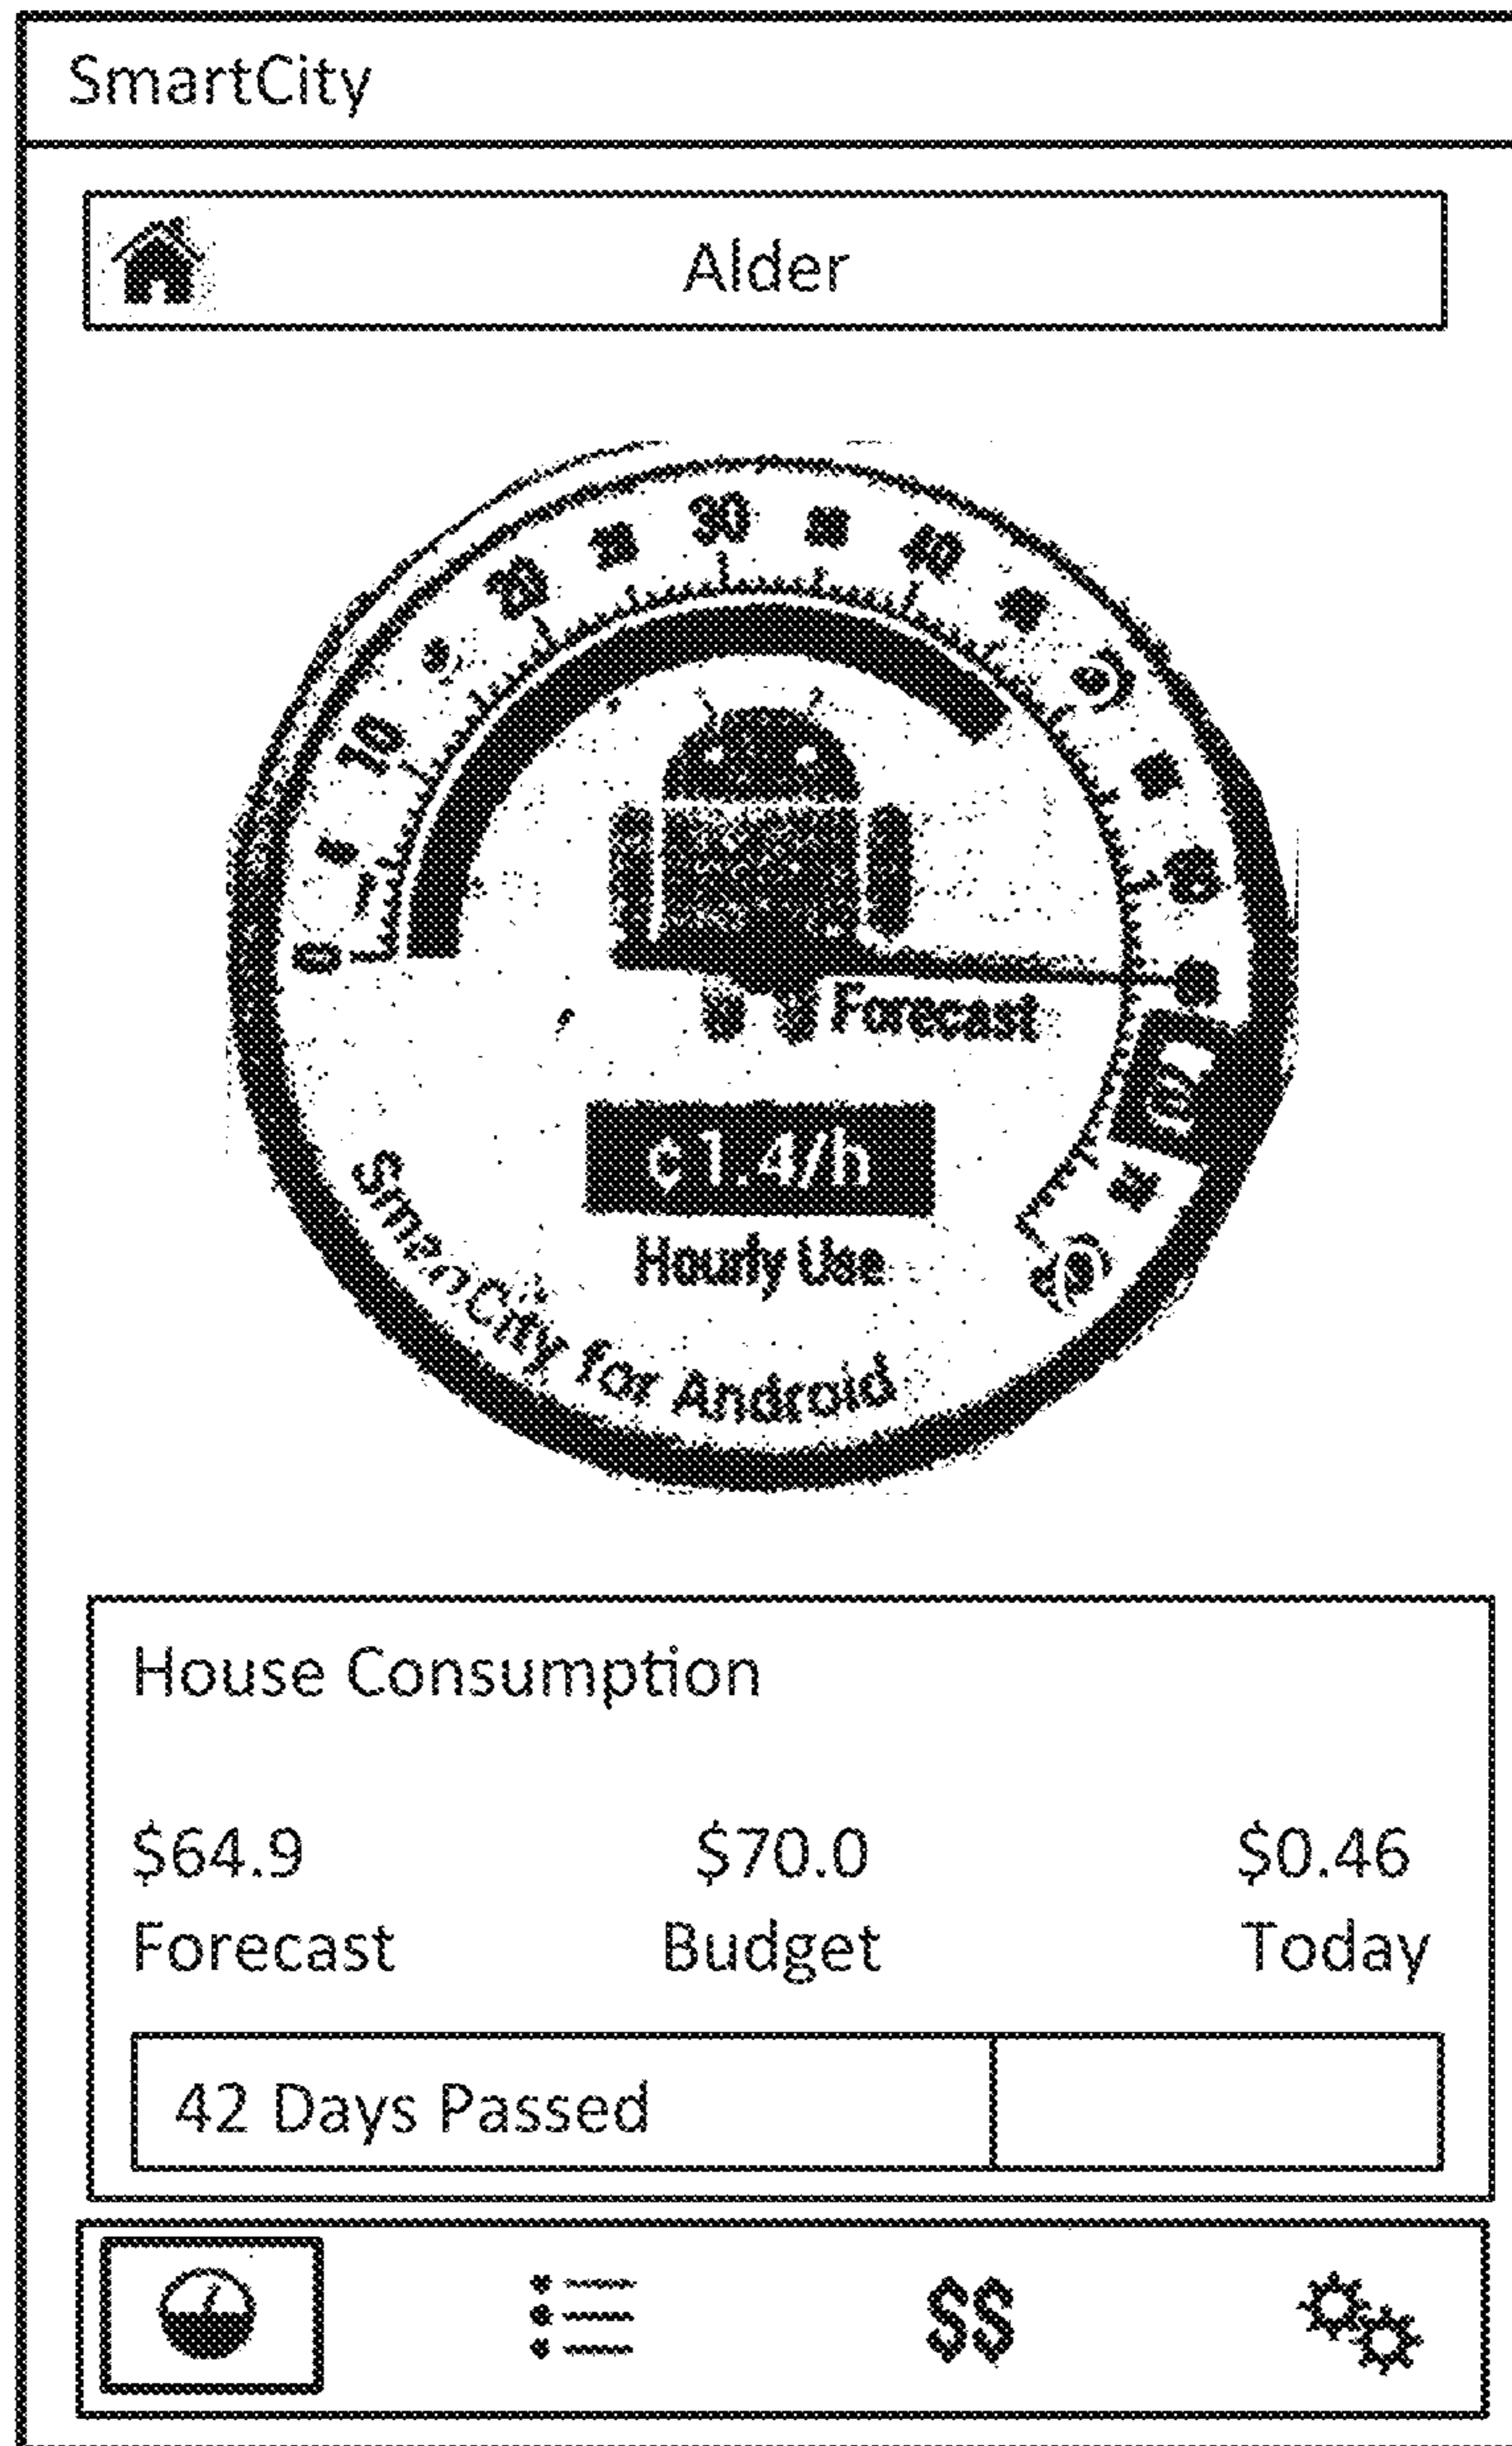 SmartCity
Alder
0
10
20
30
40
Forecast
¢1.4/h
Hourly Use
SmartCity for Android
House Consumption
$64.9 $70.0 $0.46
Forecast Budget Today
42 Days Passed
$$